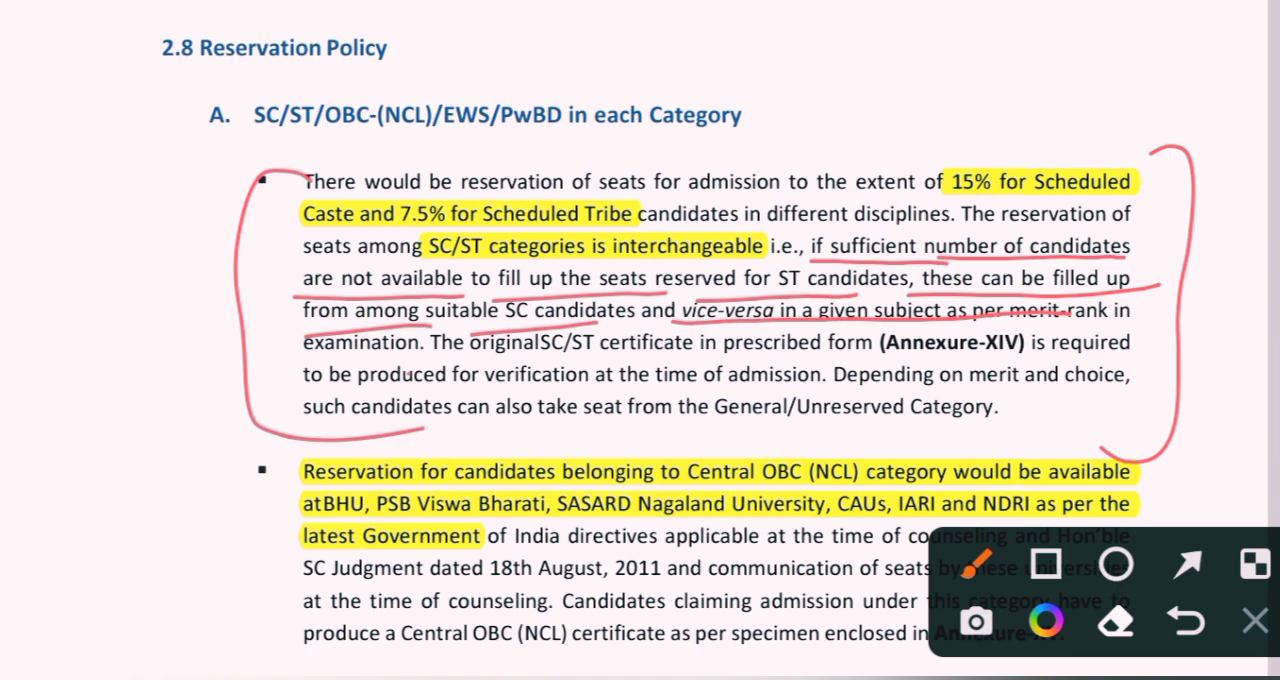 2.8 Reservation Policy
A. SC/ST/OBC-(NCL)/EWS/PwBD in each Category
▪ There would be reservation of seats for admission to the extent of 15% for Scheduled
Caste and 7.5% for Scheduled Tribe candidates in different disciplines. The reservation of
seats among SC/ST categories is interchangeable i.e., if sufficient number of candidates
are not available to fill up the seats reserved for ST candidates, these can be filled up
from among suitable SC candidates and vice-versa in a given subject as per merit-rank in
examination. The originalSC/ST certificate in prescribed form (Annexure-XIV) is required
to be produced for verification at the time of admission. Depending on merit and choice,
such candidates can also take seat from the General/Unreserved Category.
▪ Reservation for candidates belonging to Central OBC (NCL) category would be available
atBHU, PSB Viswa Bharati, SASARD Nagaland University, CAUs, IARI and NDRI as per the
latest Government of India directives applicable at the time of counseling and Hon'ble
SC Judgment dated 18th August, 2011 and communication of seats by
at the time of counseling. Candidates claiming admission under this category have to
produce a Central OBC (NCL) certificate as per specimen enclosed in